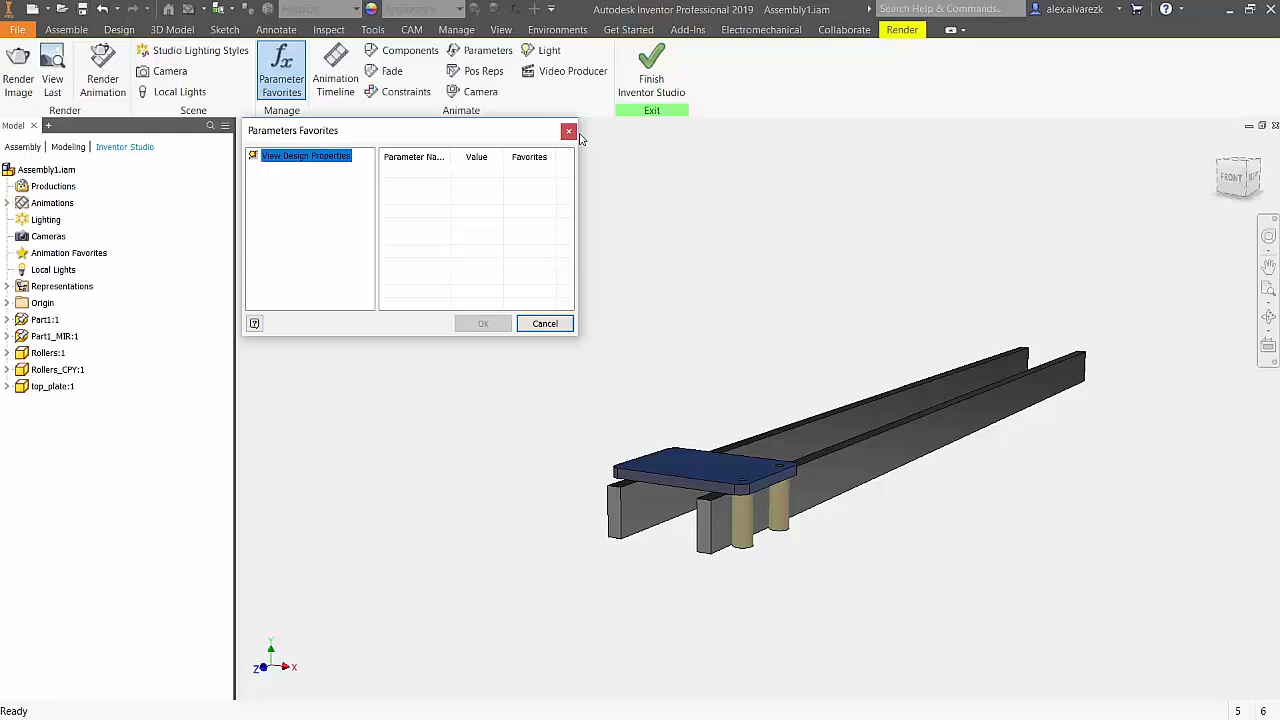 Material
Appearance
Autodesk Inventor Professional 2019 Assembly1.iam
Search Help & Commands...
alex.alvarezk
File Assemble Design 3D Model Sketch Annotate Inspect Tools CAM Manage View Environments Get Started Add-Ins Electromechanical Collaborate Render
Render Image
View Last
Render Animation
Render
Studio Lighting Styles
Camera
Local Lights
Scene
fx
Parameter Favorites
Manage
Animation Timeline
Components
Fade
Constraints
Parameters
Pos Reps
Camera
Light
Video Producer
Animate
Finish Inventor Studio
Exit
Model
Assembly Modeling Inventor Studio
Assembly1.iam
Productions
Animations
Lighting
Cameras
Animation Favorites
Local Lights
Representations
Origin
Part1:1
Part1_MIR:1
Rollers:1
Rollers_CPY:1
top_plate:1
Parameters Favorites
View Design Properties
Parameter Na... Value Favorites
OK Cancel
FRONT
Y
Z
X
Ready
5 6